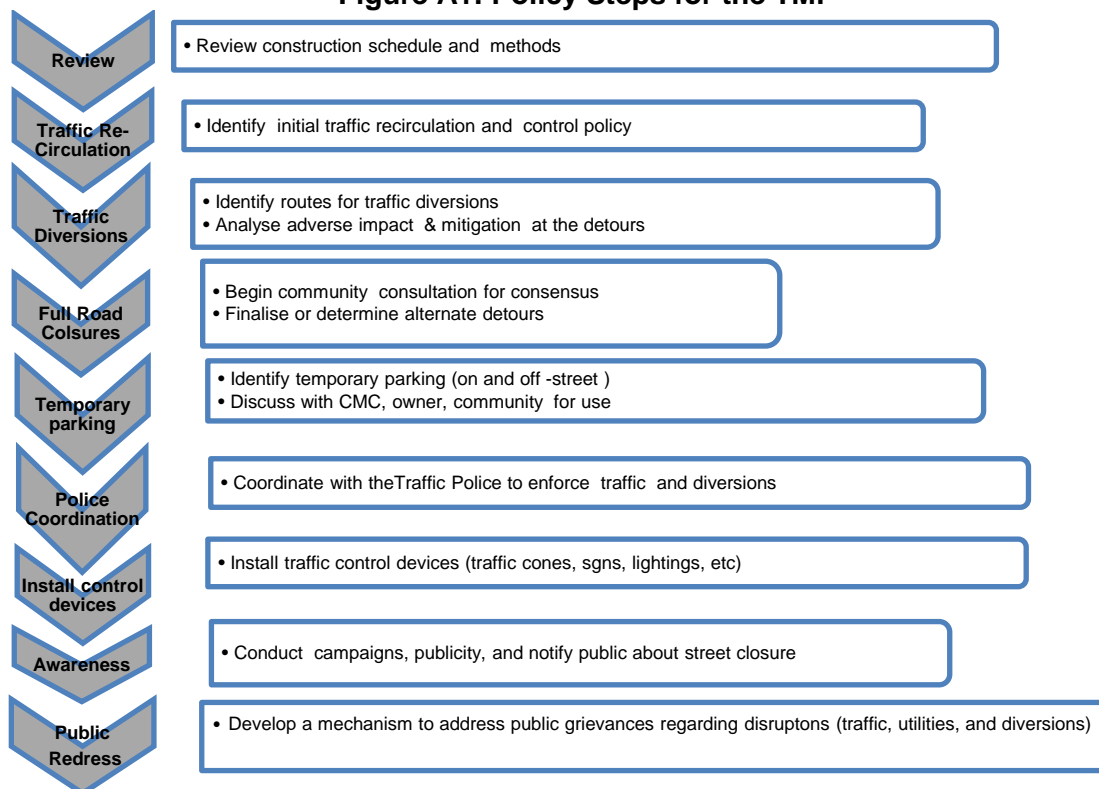 Figure A1: Policy Steps for the TMP
Review
• Review construction schedule and methods
Traffic Re-
Circulation
• Identify initial traffic recirculation and control policy
Traffic
Diversions
• Identify routes for traffic diversions
• Analyse adverse impact & mitigation at the detours
Full Road
Colsures
• Begin community consultation for consensus
• Finalise or determine alternate detours
Temporary
parking
• Identify temporary parking (on and off -street )
• Discuss with CMC, owner, community for use
Police
Coordination
• Coordinate with theTraffic Police to enforce traffic and diversions
Install control
devices
• Install traffic control devices (traffic cones, sgns, lightings, etc)
Awareness
• Conduct campaigns, publicity, and notify public about street closure
Public
Redress
• Develop a mechanism to address public grievances regarding disruptons (traffic, utilities, and diversions)